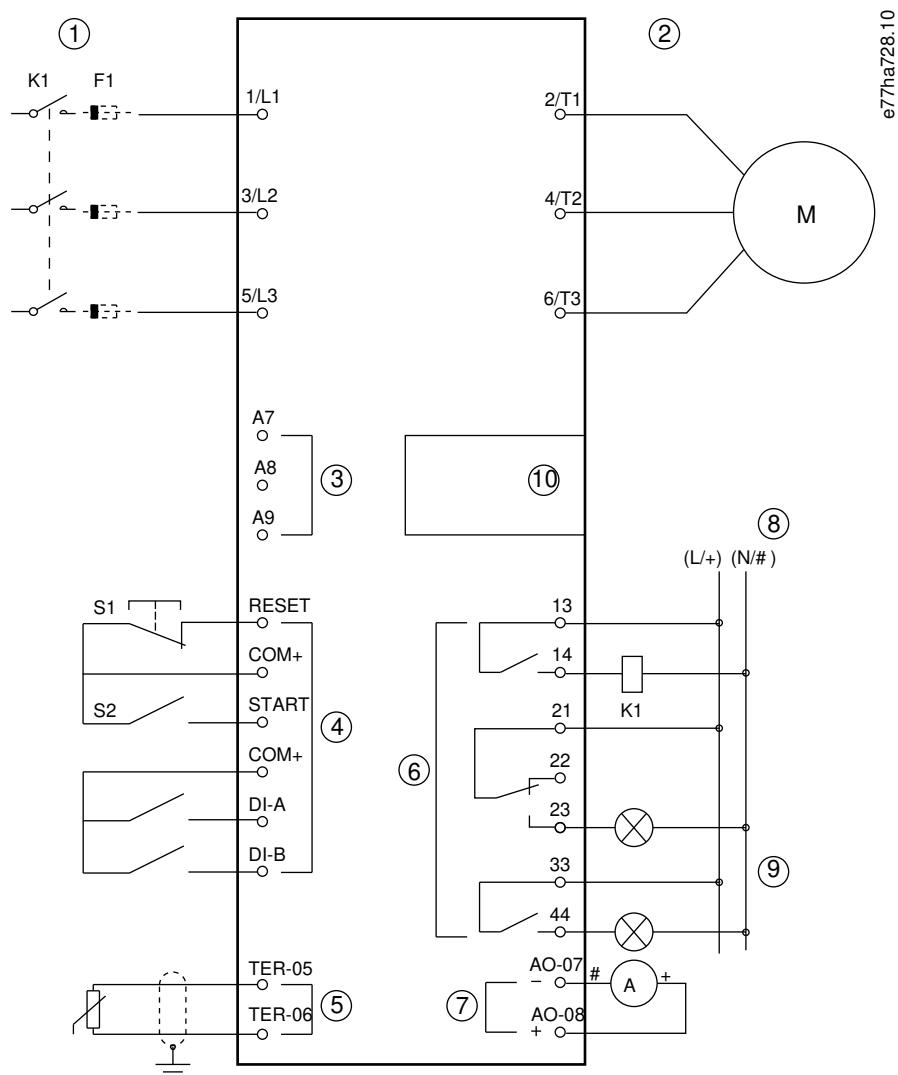 1
2
e77ha728.10
K1 F1
1/L1
2/T1
3/L2
4/T2
M
5/L3
6/T3
A7
A8
3
10
A9
8
(L/+) (N/# )
S1
RESET
13
COM+
14
S2
START
K1
21
4
COM+
22
6
DI-A
23
DI-B
33
9
44
TER-05
AO-07
−
#
A
+
5
7
TER-06
AO-08
+